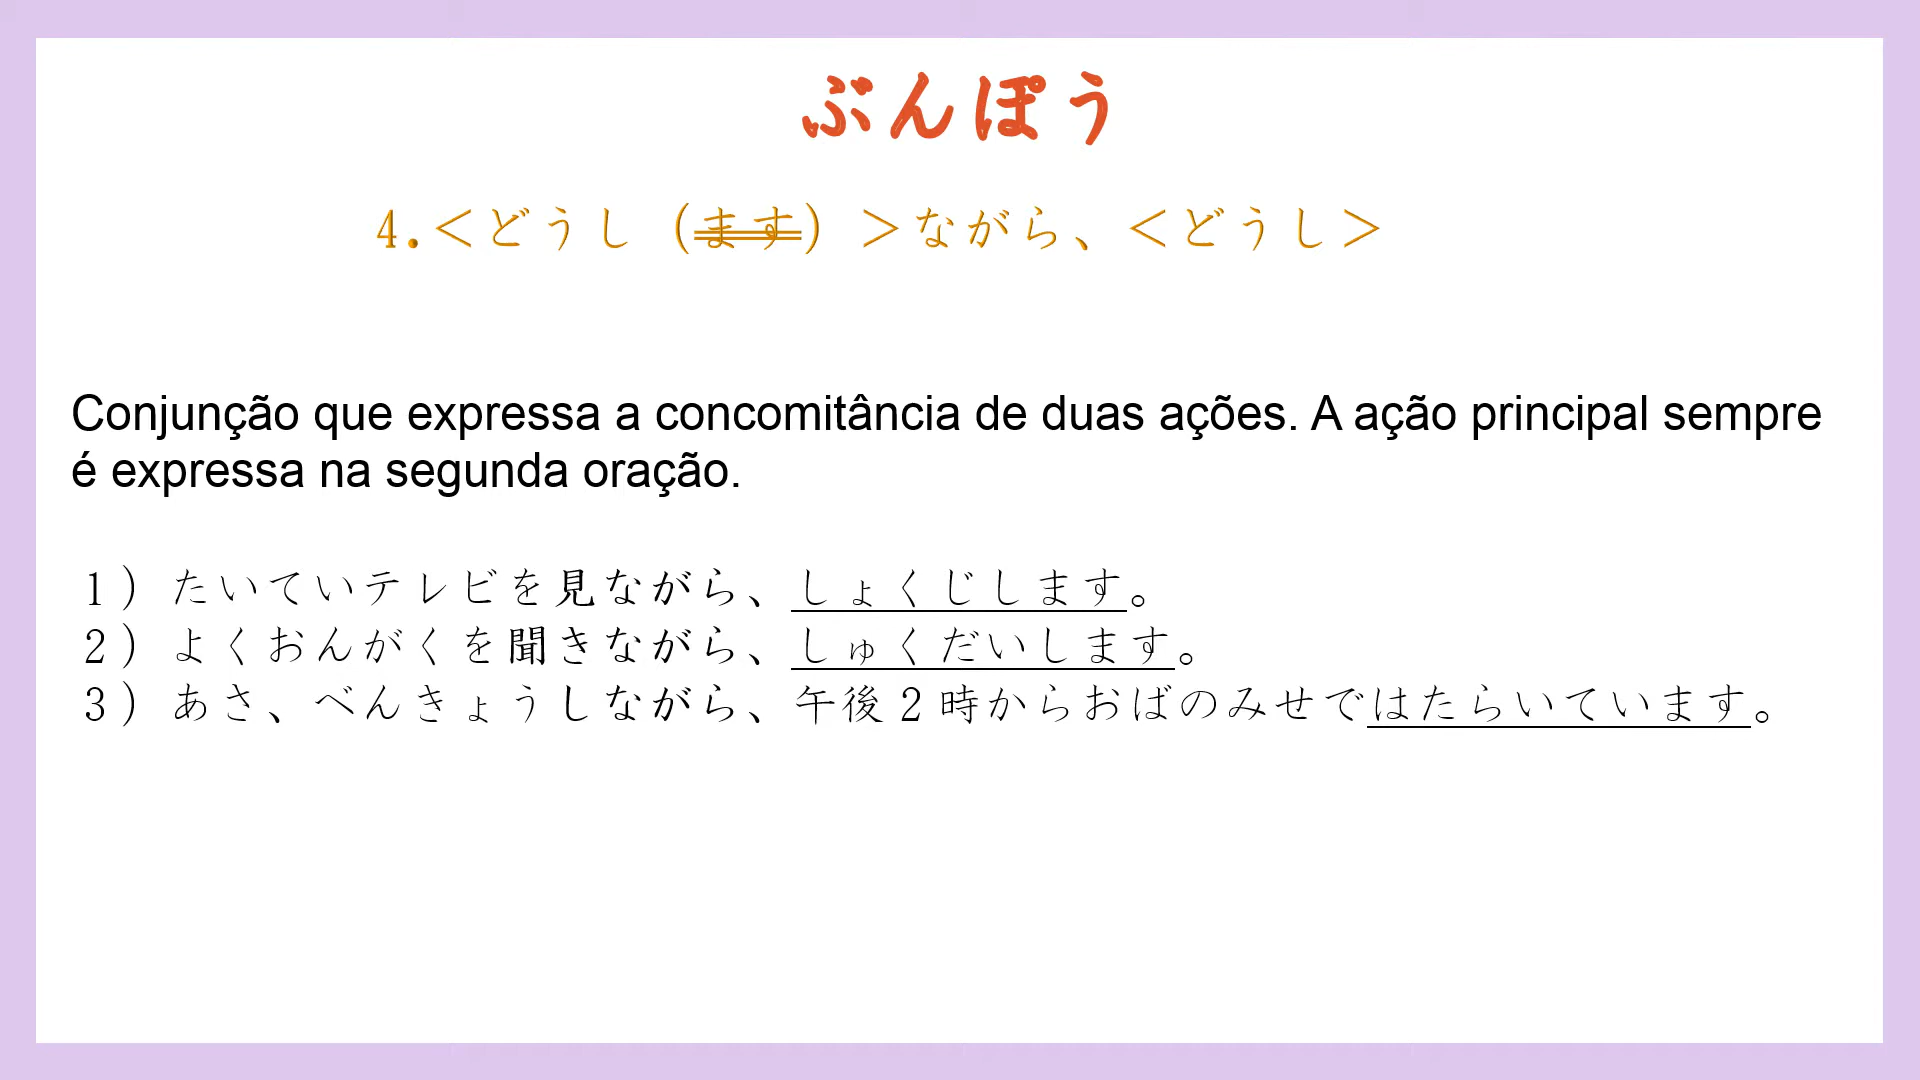 ぶんぽう
4.＜どうし（ます）＞ながら、＜どうし＞
Conjunção que expressa a concomitância de duas ações. A ação principal sempre
é expressa na segunda oração.
１）たいていテレビを見ながら、しょくじします。
２）よくおんがくを聞きながら、しゅくだいします。
３）あさ、べんきょうしながら、午後２時からおばのみせではたらいています。